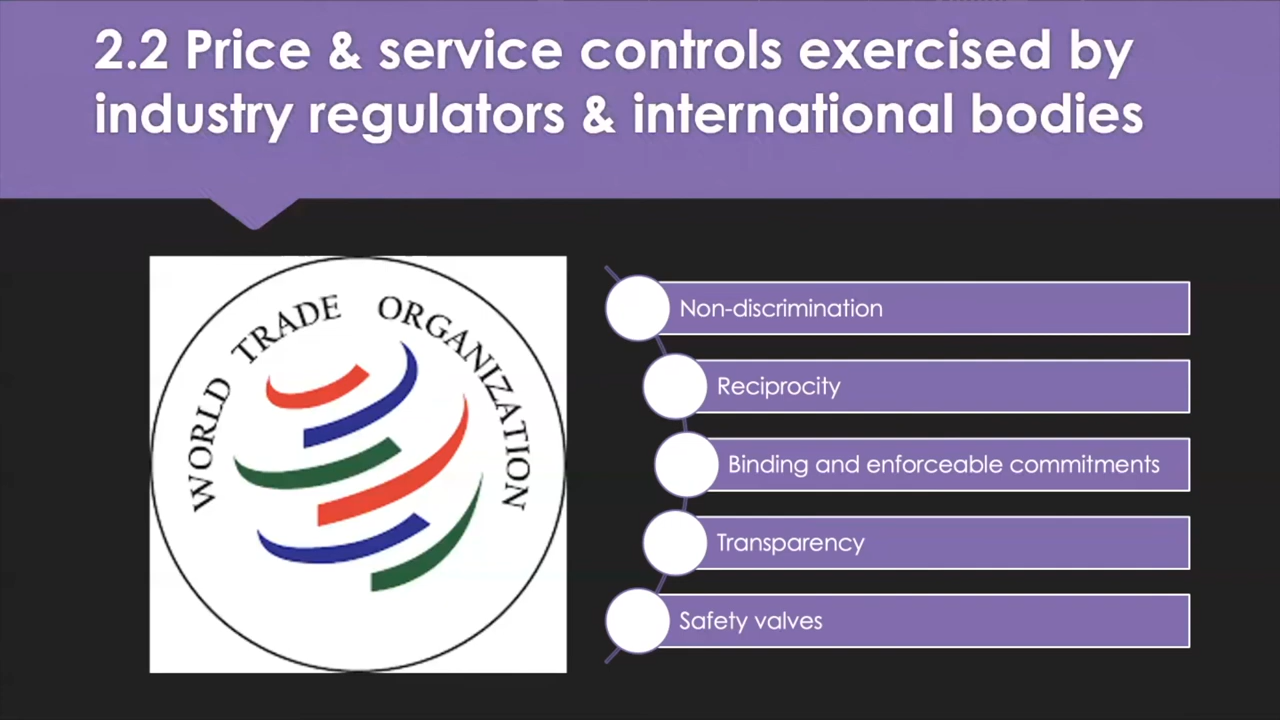 2.2 Price & service controls exercised by
industry regulators & international bodies
WORLD TRADE ORGANIZATION
Non-discrimination
Reciprocity
Binding and enforceable commitments
Transparency
Safety valves